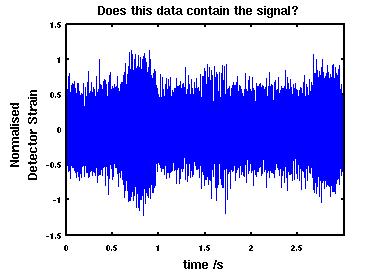 Does this data contain the signal?
1.5
1
0.5
0
-0.5
-1
-1.5
Normalised
Detector Strain
0 0.5 1 1.5 2 2.5
time /s